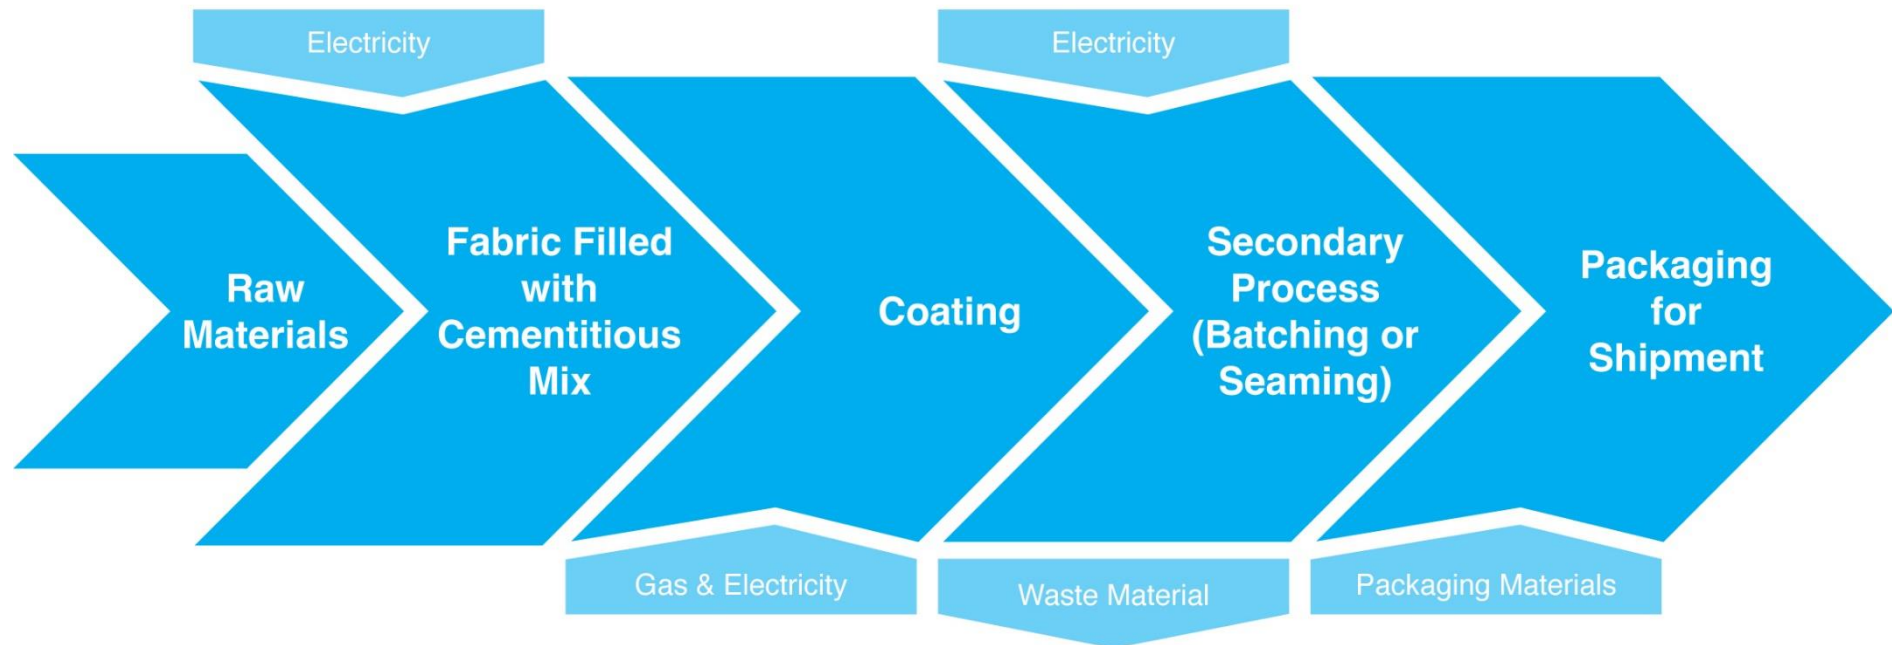 Electricity
Electricity
Raw
Materials
Fabric Filled
with
Cementitious
Mix
Coating
Secondary
Process
(Batching or
Seaming)
Packaging
for
Shipment
Gas & Electricity
Waste Material
Packaging Materials